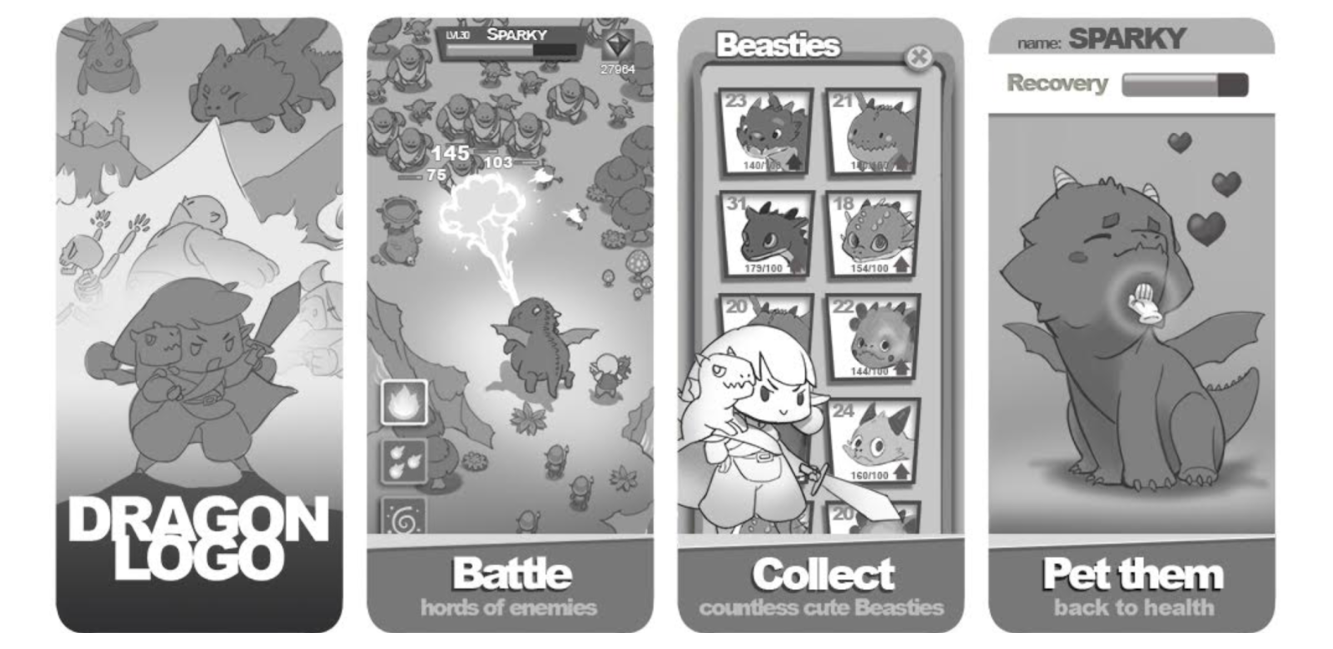 DRAGON
LOGO
LVL30 SPARKY
27964
145
103
75
Battle
hords of enemies
Beasties
23
21
140/100
31
18
179/100
154/100
20
22
144/100
24
160/100
20
Collect
countless cute Beasties
name: SPARKY
Recovery
Pet them
back to health